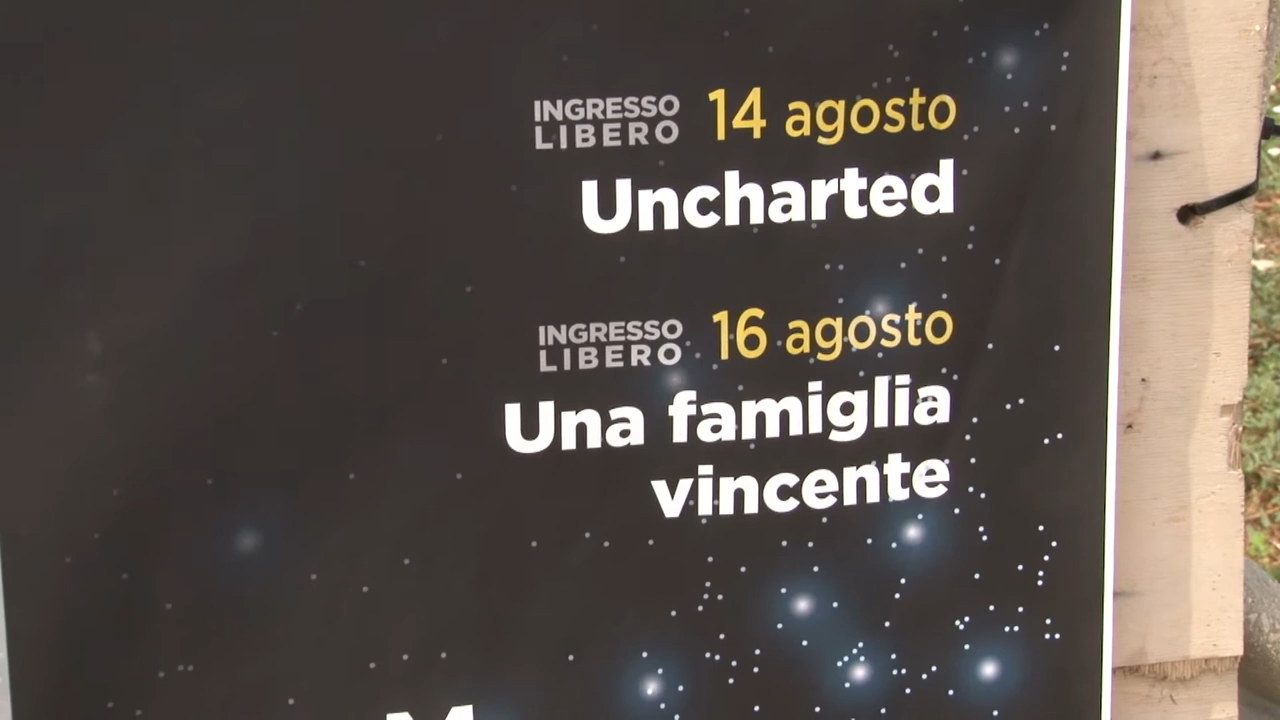 INGRESSO
LIBERO
14 agosto
Uncharted
INGRESSO
LIBERO
16 agosto
Una famiglia
vincente